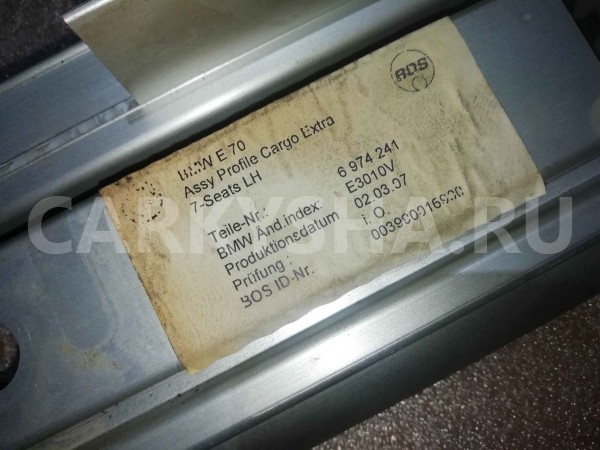 BOS
BMW E 70
Assy Profile Cargo Extra
7-Seats LH
Teile-Nr.: 6 974 241
BMW Änd.index: E3010V
Produktionsdatum 02.03.07
Prüfung : i. O.
BOS ID-Nr.
CARKYSHA.RU